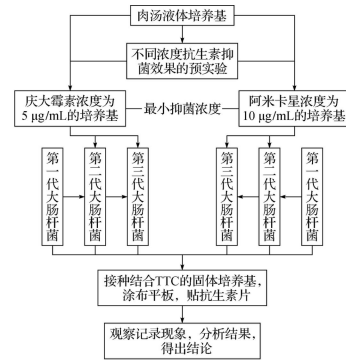 肉汤液体培养基
不同浓度抗生素抑
菌效果的预实验
庆大霉素浓度为
5 μg/mL的培养基
最小抑菌浓度
阿米卡星浓度为
10 μg/mL的培养基
第一代大肠杆菌
第二代大肠杆菌
第三代大肠杆菌
第三代大肠杆菌
第二代大肠杆菌
第一代大肠杆菌
接种结合TTC的固体培养基，
涂布平板，贴抗生素片
观察记录现象，分析结果，
得出结论